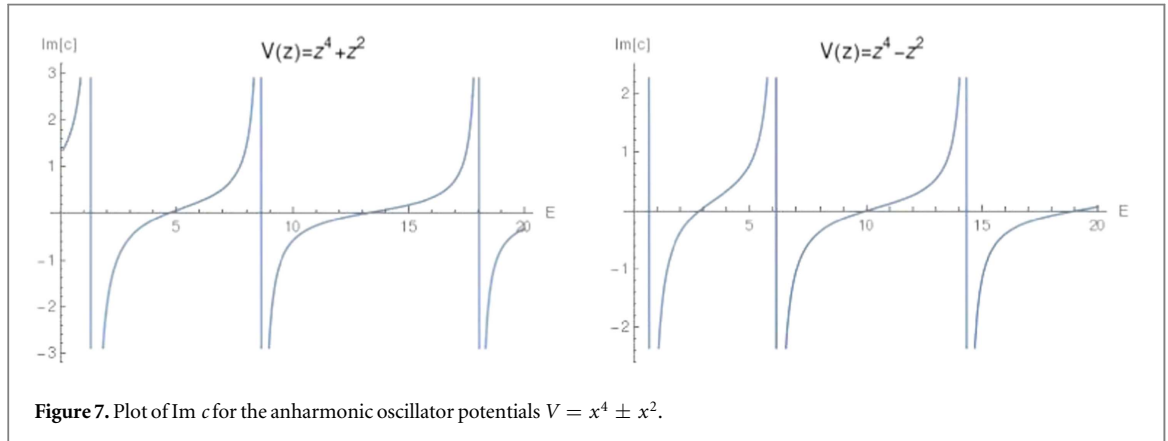 Im[c]
V(z)=z⁴+z²
3
2
1
5
10
15
20
E
-1
-2
-3
Im[c]
V(z)=z⁴-z²
2
1
5
10
15
20
E
-1
-2
Figure 7. Plot of Im c for the anharmonic oscillator potentials V = x⁴ ± x².